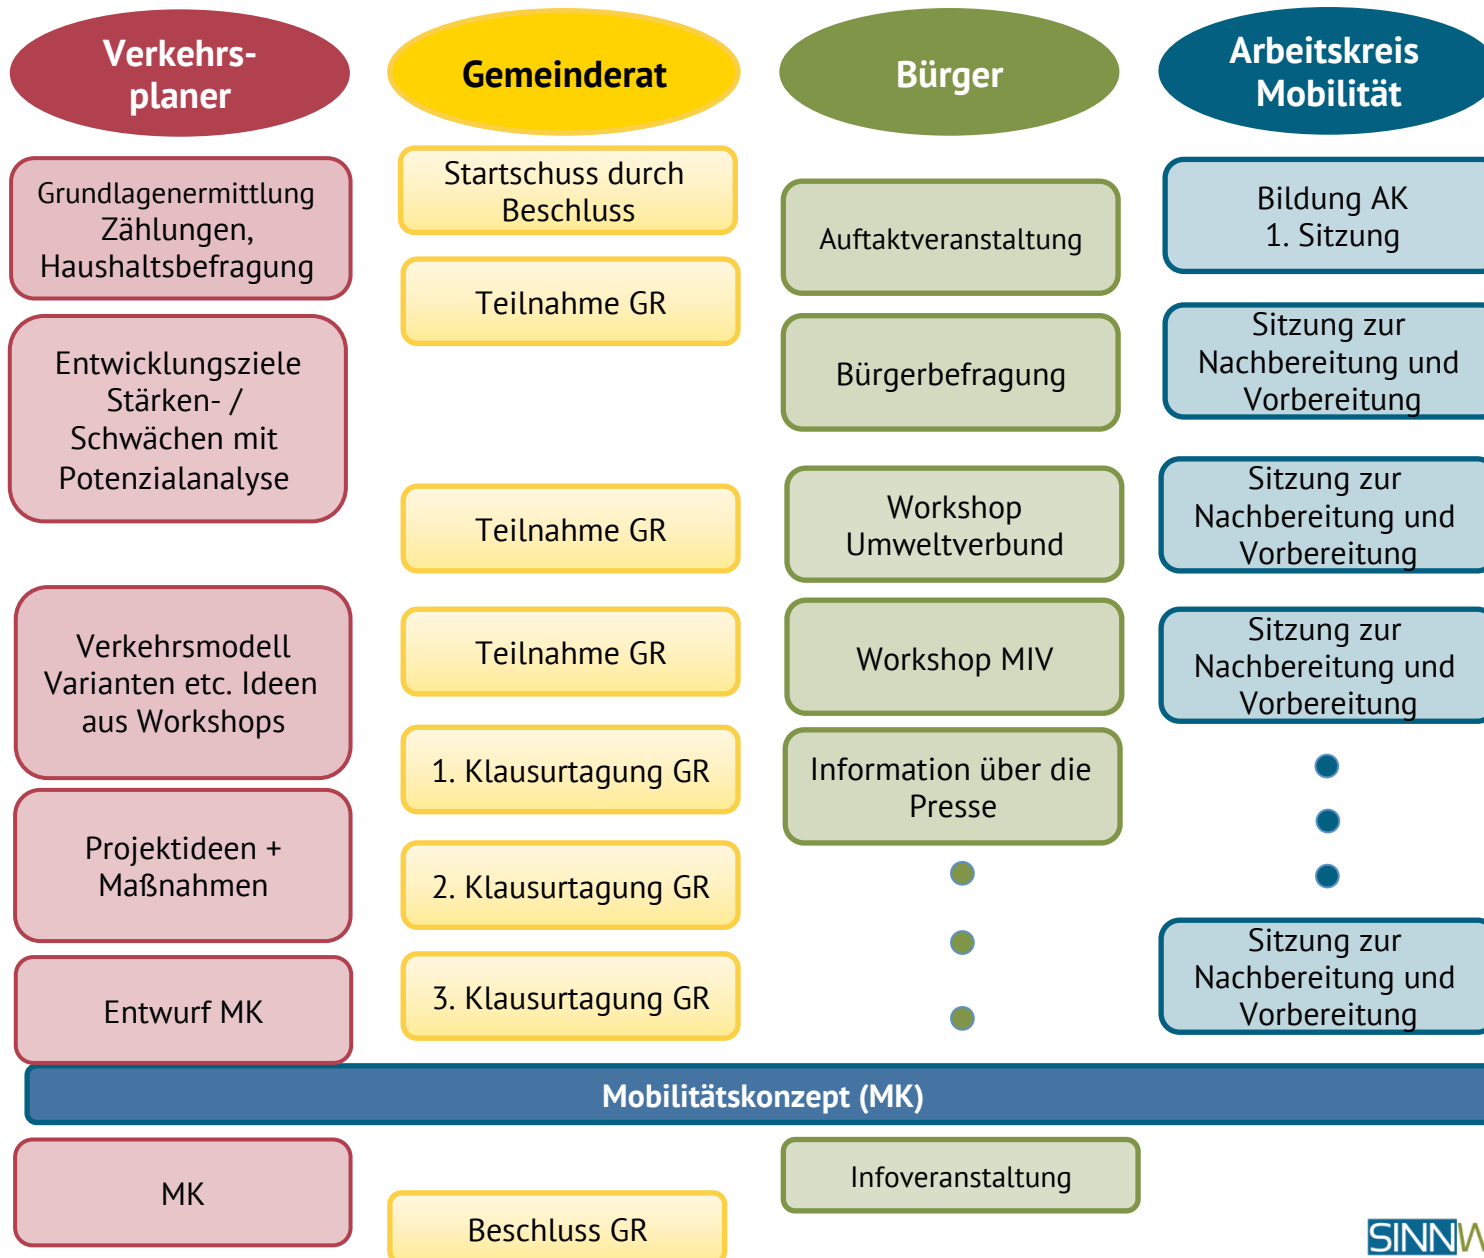 Verkehrs-
planer
Gemeinderat
Bürger
Arbeitskreis
Mobilität
Grundlagenermittlung
Zählungen,
Haushaltsbefragung
Entwicklungsziele
Stärken- /
Schwächen mit
Potenzialanalyse
Verkehrsmodell
Varianten etc. Ideen
aus Workshops
Projektideen +
Maßnahmen
Entwurf MK
Startschuss durch
Beschluss
Teilnahme GR
Teilnahme GR
Teilnahme GR
1. Klausurtagung GR
2. Klausurtagung GR
3. Klausurtagung GR
Auftaktveranstaltung
Bürgerbefragung
Workshop
Umweltverbund
Workshop MIV
Information über die
Presse
Bildung AK
1. Sitzung
Sitzung zur
Nachbereitung und
Vorbereitung
Sitzung zur
Nachbereitung und
Vorbereitung
Sitzung zur
Nachbereitung und
Vorbereitung
Sitzung zur
Nachbereitung und
Vorbereitung
Mobilitätskonzept (MK)
MK
Beschluss GR
Infoveranstaltung
SINNW